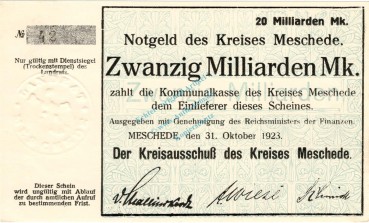 № 42
Nur gültig mit Dienstsiegel
(Trockenstempel) des
Landrats.
Dieser Schein
wird ungültig mit Ablauf
der durch amtlichen Aufruf
zu bestimmenden Frist.
20 Milliarden Mk.
Notgeld des Kreises Meschede.
Zwanzig Milliarden Mk.
zahlt die Kommunalkasse des Kreises Meschede
dem Einlieferer dieses Scheines.
Ausgegeben mit Genehmigung des Reichsministers der Finanzen.
MESCHEDE, den 31. Oktober 1923.
Der Kreisausschuß des Kreises Meschede.